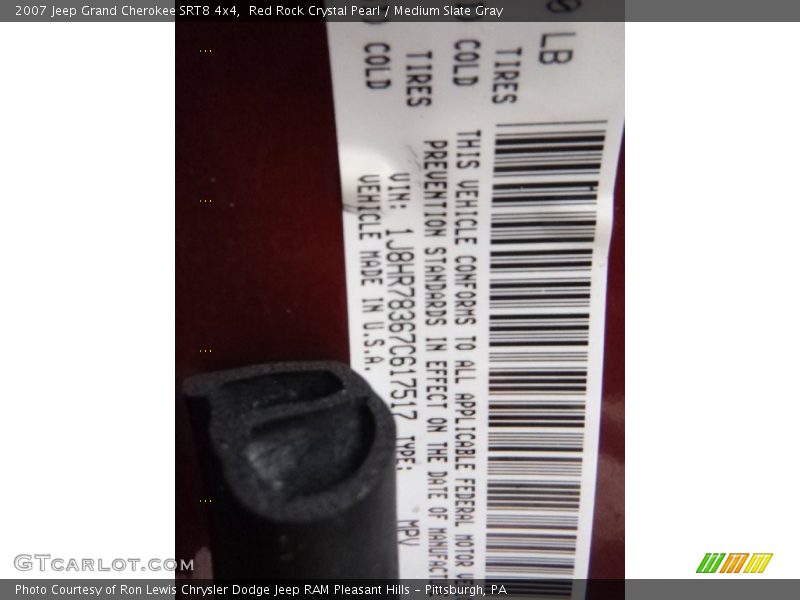 2007 Jeep Grand Cherokee SRT8 4x4,  Red Rock Crystal Pearl / Medium Slate Gray
LB
TIRES
COLD
TIRES
COLD
THIS VEHICLE CONFORMS TO ALL APPLICABLE FEDERAL MOTOR
PREVENTION STANDARDS IN EFFECT ON THE DATE OF MANUFACT
VIN: 1J8HR78367C617517 TYPE: MPV
VEHICLE MADE IN U.S.A.
GTCarlot.com
Photo Courtesy of Ron Lewis Chrysler Dodge Jeep RAM Pleasant Hills - Pittsburgh, PA